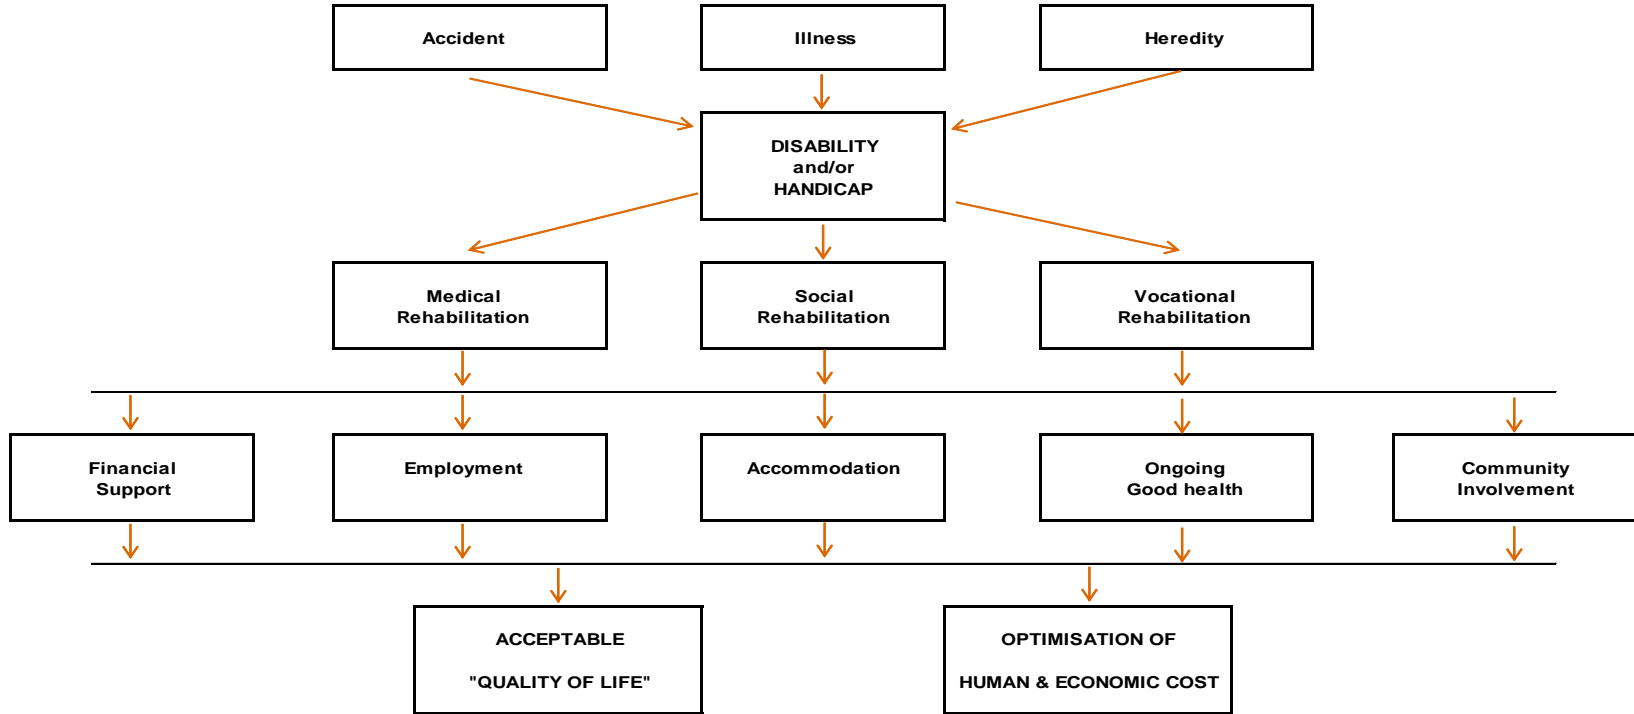 Accident
Illness
Heredity
DISABILITY
and/or
HANDICAP
Medical
Rehabilitation
Social
Rehabilitation
Vocational
Rehabilitation
Financial
Support
Employment
Accommodation
Ongoing
Good health
Community
Involvement
ACCEPTABLE
"QUALITY OF LIFE"
OPTIMISATION OF
HUMAN & ECONOMIC COST